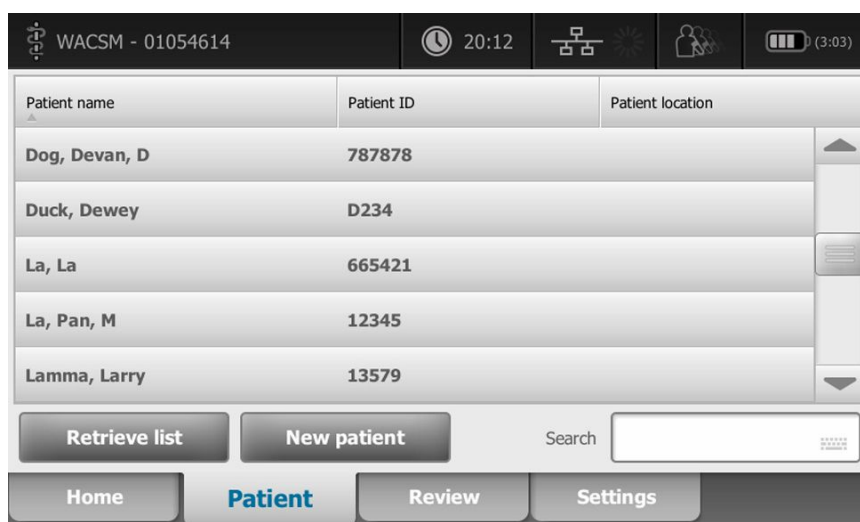 WACSM - 01054614 20:12 (3:03)
Patient name Patient ID Patient location
Dog, Devan, D 787878
Duck, Dewey D234
La, La 665421
La, Pan, M 12345
Lamma, Larry 13579
Retrieve list New patient Search
Home Patient Review Settings